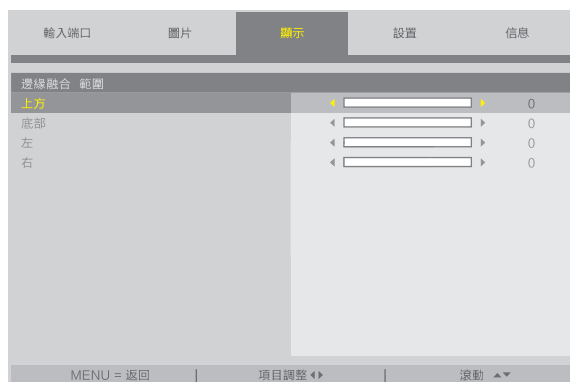 輸入端口 圖片 顯示 設置 信息
邊緣融合 範圍
上方 0
底部 0
左 0
右 0
MENU = 返回 | 項目調整 ◂▸ | 滾動 ▴▾